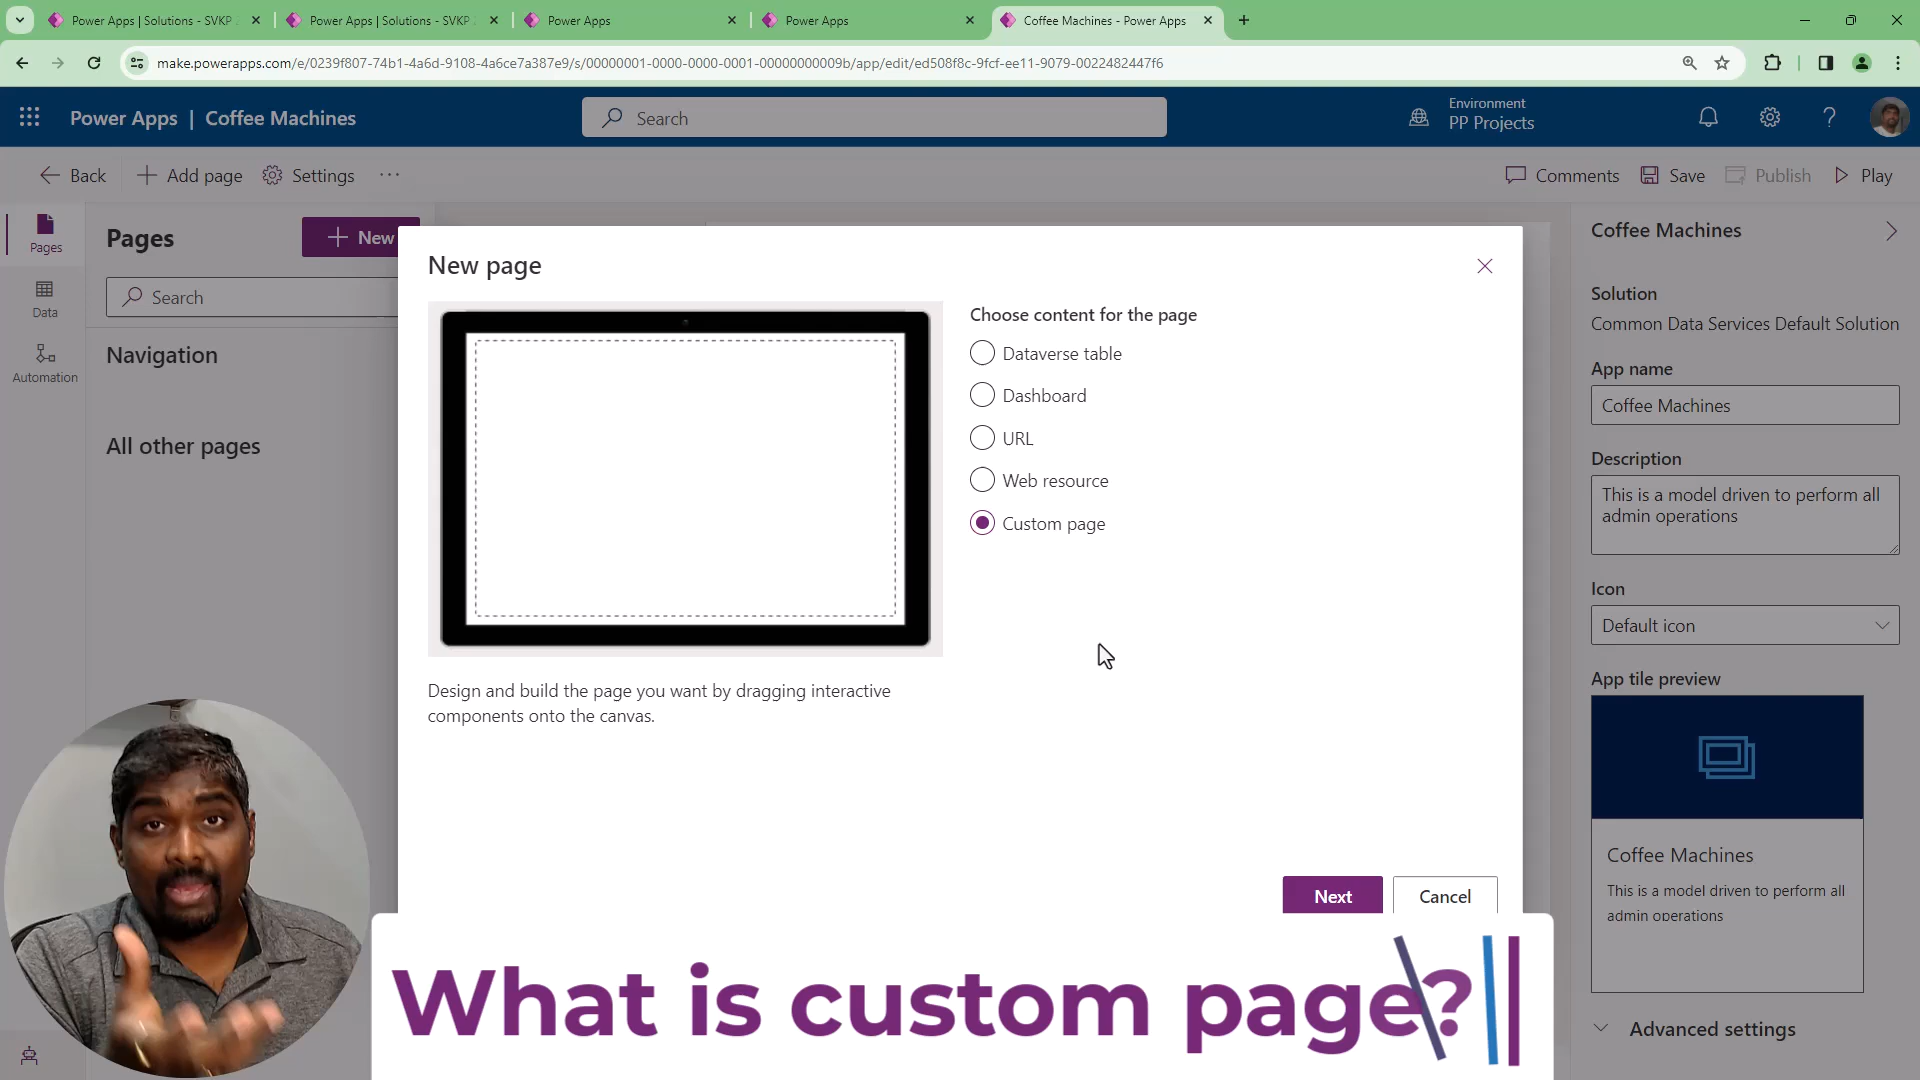 Power Apps | Solutions - SVKP
Power Apps | Solutions - SVKP
Power Apps
Power Apps
Coffee Machines - Power Apps
make.powerapps.com/e/0239f807-74b1-4a6d-9108-4a6ce7a387e9/s/00000001-0000-0000-0001-00000000009b/app/edit/ed508f8c-9fcf-ee11-9079-0022482447f6
Power Apps | Coffee Machines
Search
Environment
PP Projects
Back
Add page
Settings
Comments
Save
Publish
Play
Pages
Data
Automation
Pages
New
Search
Navigation
All other pages
New page
Design and build the page you want by dragging interactive
components onto the canvas.
Choose content for the page
Dataverse table
Dashboard
URL
Web resource
Custom page
Next
Cancel
Coffee Machines
Solution
Common Data Services Default Solution
App name
Coffee Machines
Description
This is a model driven to perform all
admin operations
Icon
Default icon
App tile preview
Coffee Machines
This is a model driven to perform all
admin operations
Advanced settings
What is custom page?